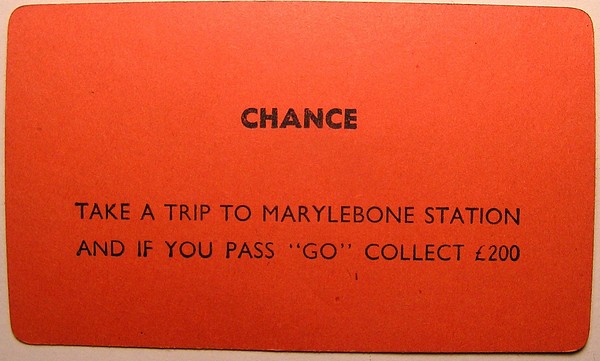 CHANCE
TAKE A TRIP TO MARYLEBONE STATION
AND IF YOU PASS "GO" COLLECT £200